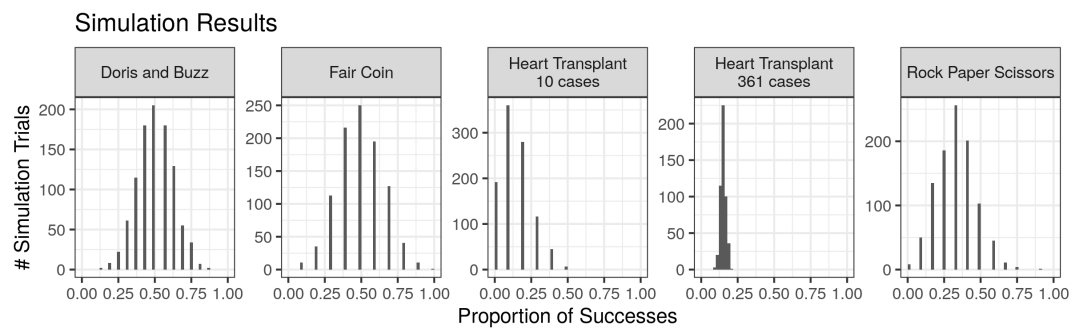 Simulation Results
Doris and Buzz
Fair Coin
Heart Transplant
10 cases
Heart Transplant
361 cases
Rock Paper Scissors
# Simulation Trials
200
150
100
50
0
250
200
150
100
50
0
300
200
100
0
200
150
100
50
0
200
100
0
0.00 0.25 0.50 0.75 1.00
0.00 0.25 0.50 0.75 1.00
0.00 0.25 0.50 0.75 1.00
0.00 0.25 0.50 0.75 1.00
0.00 0.25 0.50 0.75 1.00
Proportion of Successes